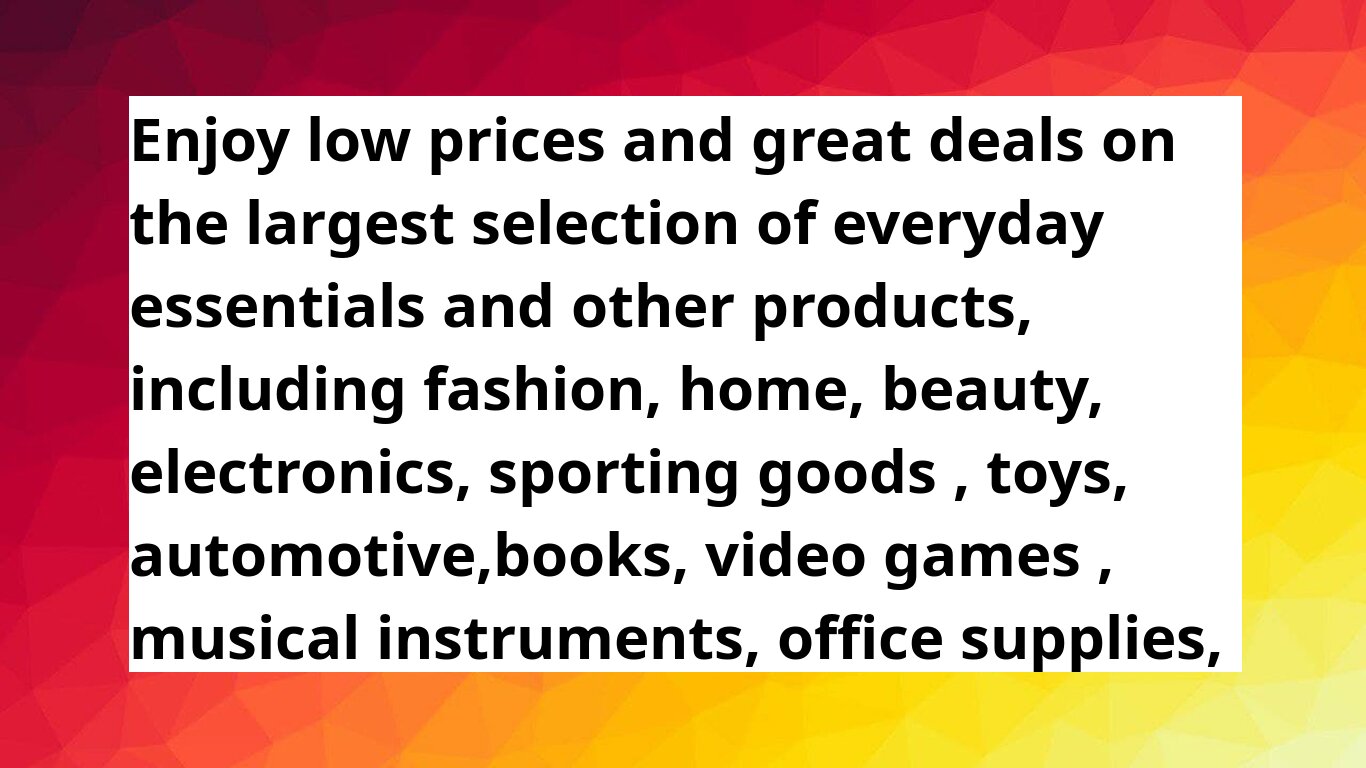 Enjoy low prices and great deals on
the largest selection of everyday
essentials and other products,
including fashion, home, beauty,
electronics, sporting goods , toys,
automotive,books, video games ,
musical instruments, office supplies,